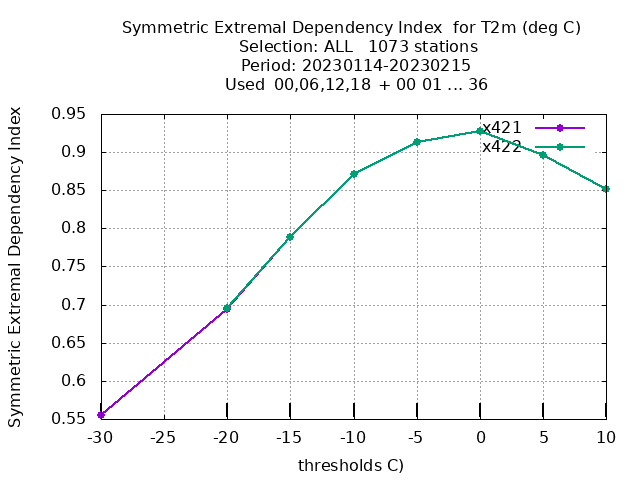 Symmetric Extremal Dependency Index  for T2m (deg C)
Selection: ALL   1073 stations
Period: 20230114-20230215
Used  00,06,12,18  + 00 01 ... 36
Symmetric Extremal Dependency Index
0.95
0.9
0.85
0.8
0.75
0.7
0.65
0.6
0.55
x421
x422
-30 -25 -20 -15 -10 -5 0 5 10
thresholds C)